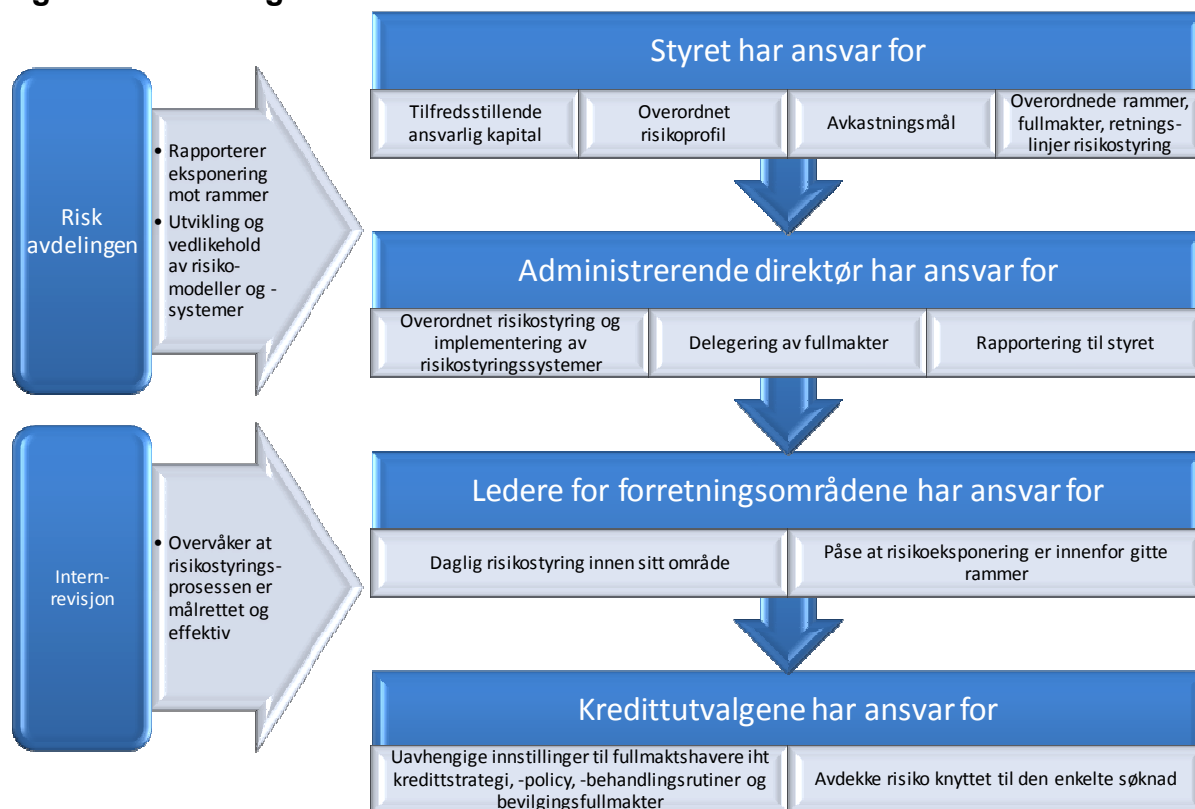 Styret har ansvar for
Tilfredsstillende
ansvarlig kapital
Overordnet
risikoprofil
Avkastningsmål
Overordnede rammer,
fullmakter, retnings-
linjer risikostyring
Risk
avdelingen
• Rapporterer
eksponering
mot rammer
• Utvikling og
vedlikehold
av risiko-
modeller og -
systemer
Administrerende direktør har ansvar for
Overordnet risikostyring og
implementering av
risikostyringssystemer
Delegering av fullmakter
Rapportering til styret
Intern-
revisjon
• Overvåker at
risikostyrings-
prosessen er
målrettet og
effektiv
Ledere for forretningsområdene har ansvar for
Daglig risikostyring innen sitt område
Påse at risikoeksponering er innenfor gitte
rammer
Kredittutvalgene har ansvar for
Uavhengige innstillinger til fullmaktshavere iht
kredittstrategi, -policy, -behandlingsrutiner og
bevilgingsfullmakter
Avdekke risiko knyttet til den enkelte søknad